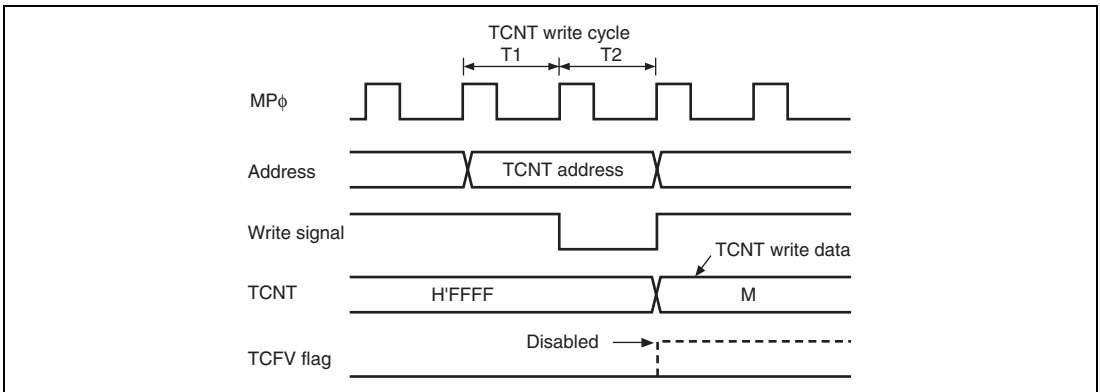 TCNT write cycle
T1 T2
MPϕ
Address TCNT address
Write signal
TCNT write data
TCNT H'FFFF M
Disabled
TCFV flag